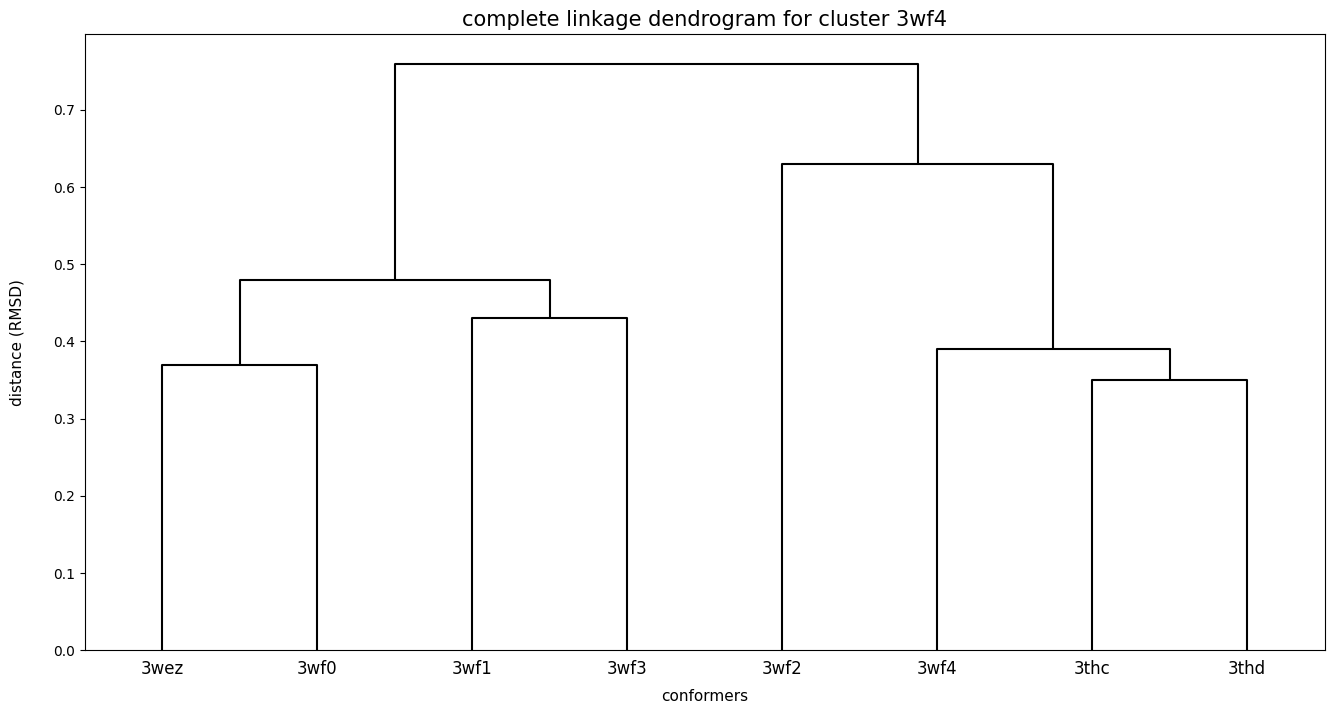 complete linkage dendrogram for cluster 3wf4
distance (RMSD)
0.7
0.6
0.5
0.4
0.3
0.2
0.1
0.0
3wez 3wf0 3wf1 3wf3 3wf2 3wf4 3thc 3thd
conformers